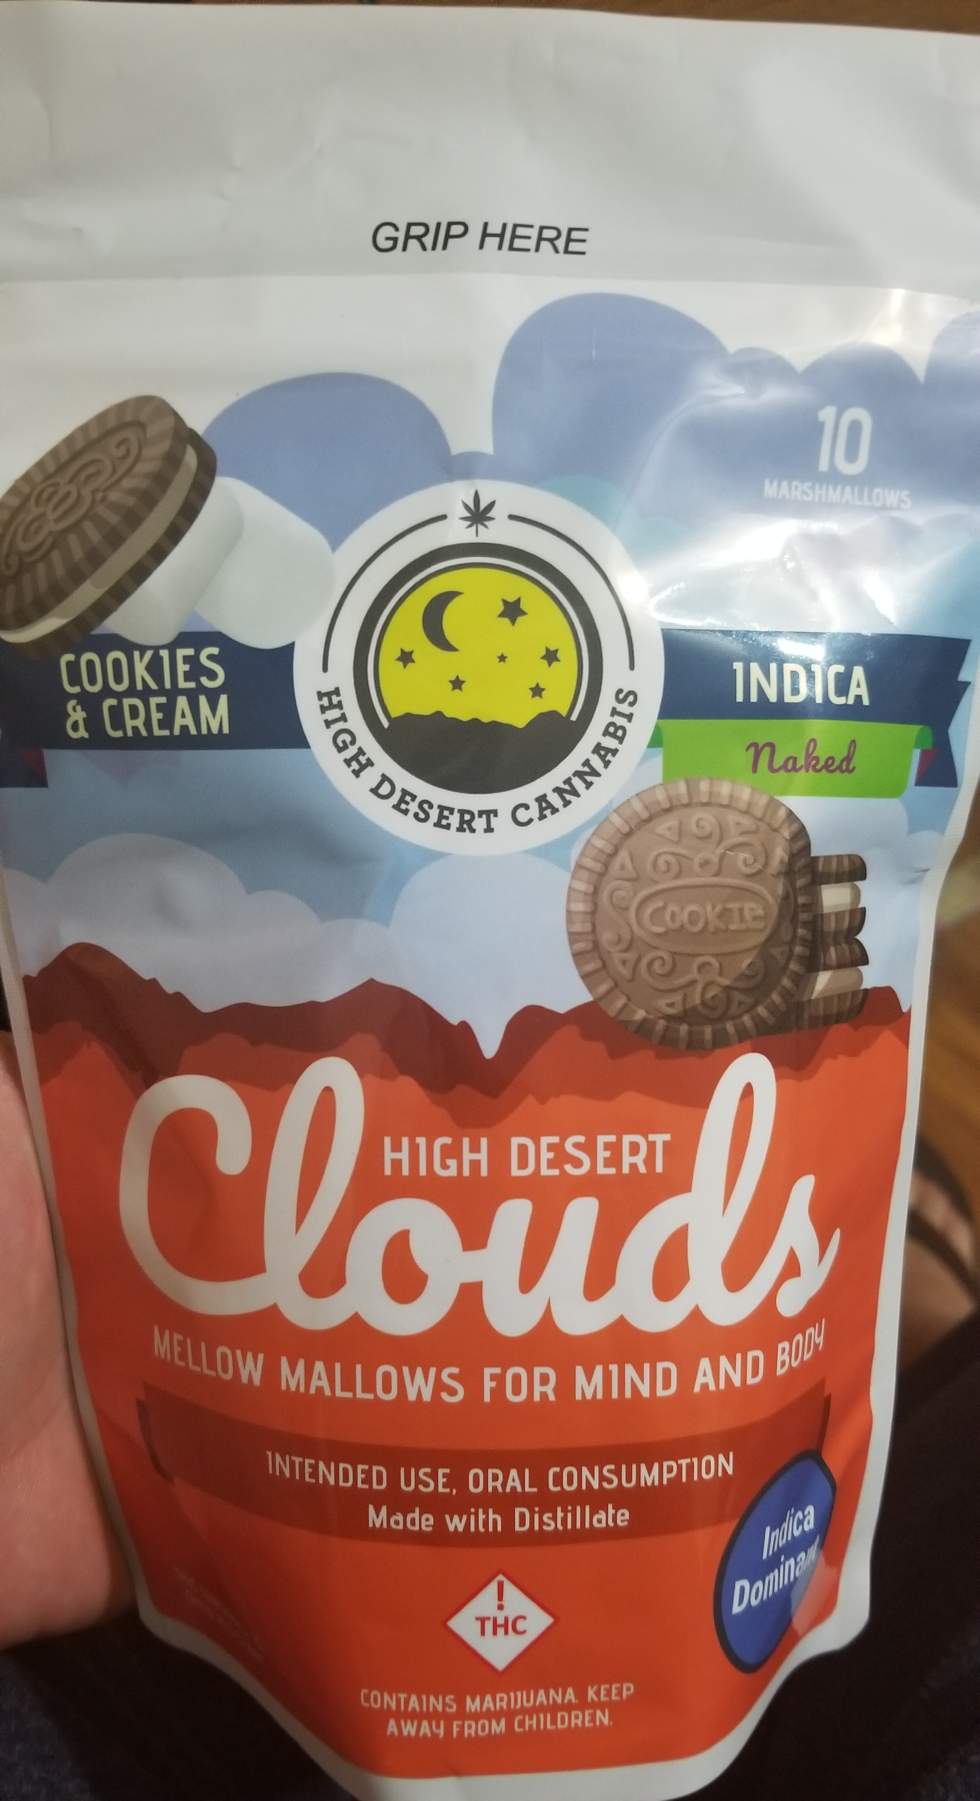 GRIP HERE
10
MARSHMALLOWS
COOKIES
& CREAM
HIGH DESERT CANNABIS
INDICA
Naked
COOKIE
HIGH DESERT
Clouds
MELLOW MALLOWS FOR MIND AND BODY
INTENDED USE, ORAL CONSUMPTION
Made with Distillate
Indica
Dominant
!
THC
CONTAINS MARIJUANA. KEEP
AWAY FROM CHILDREN.